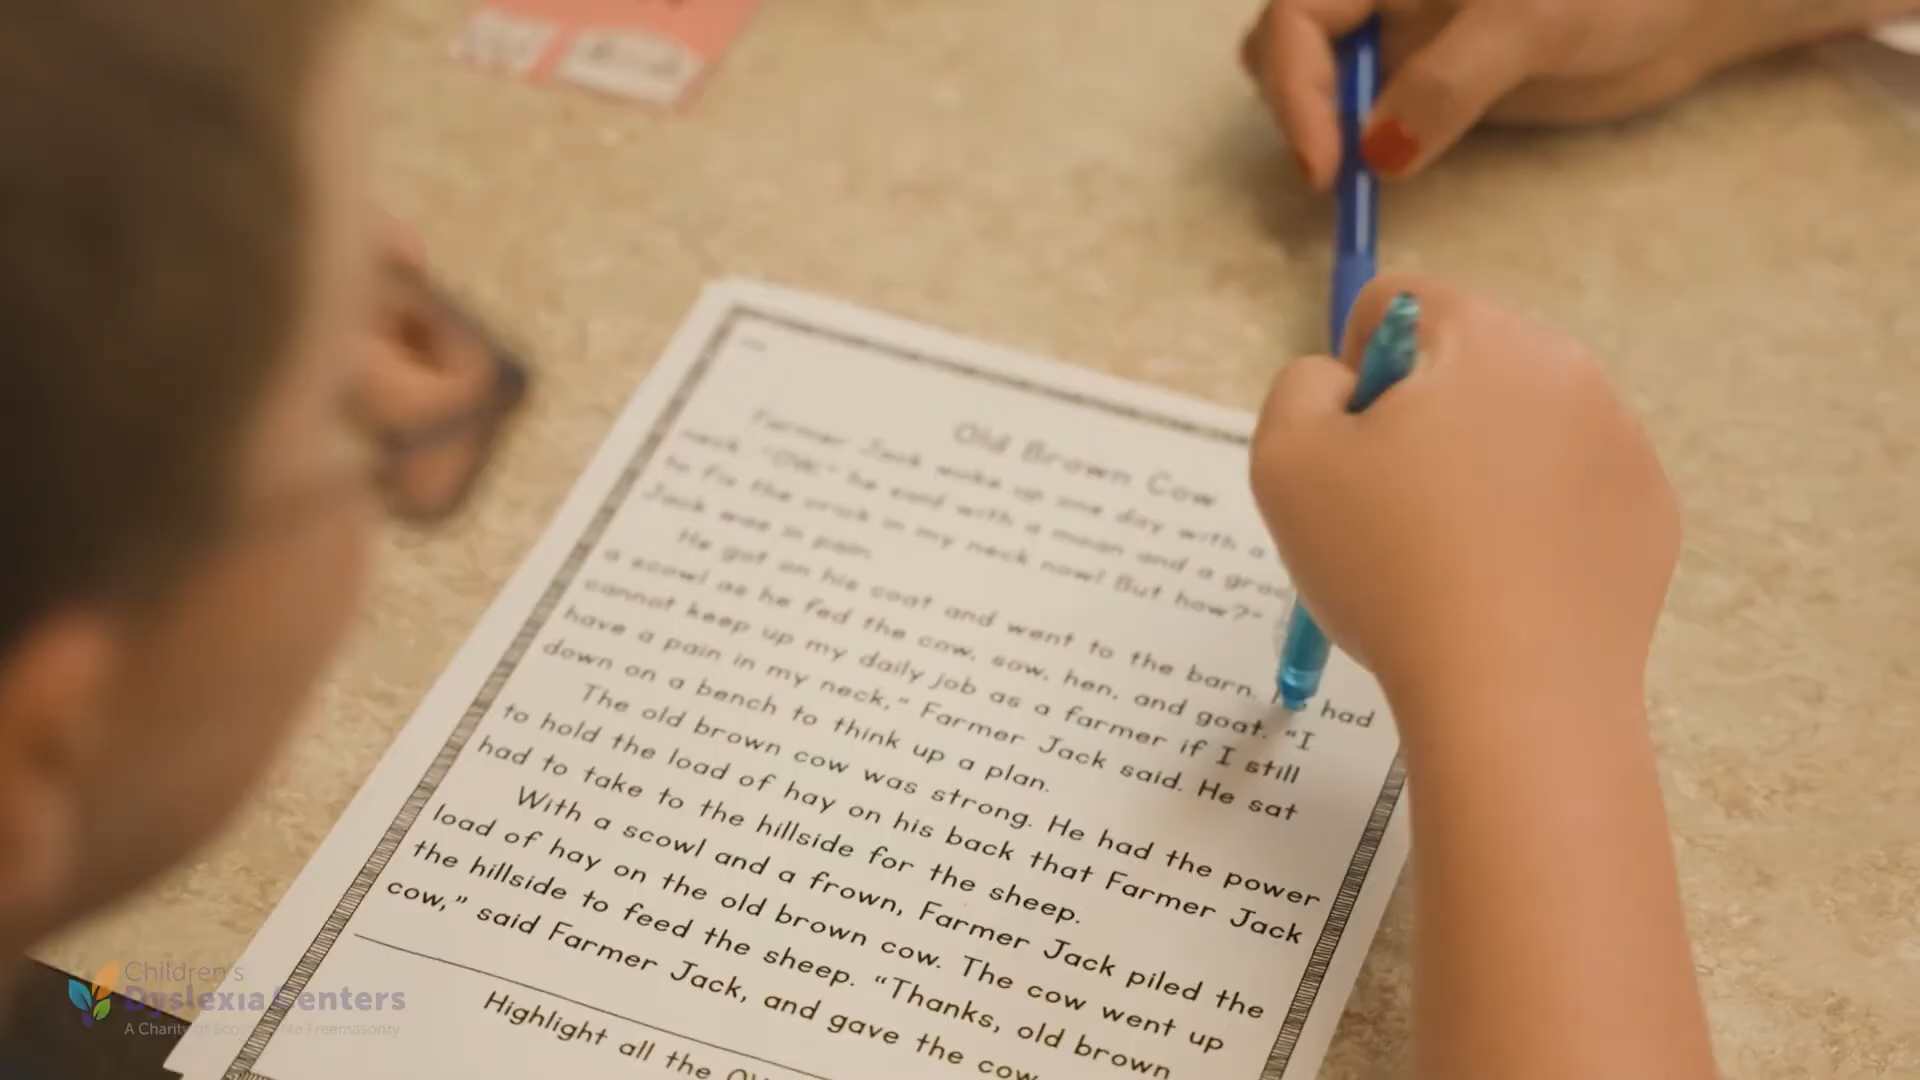 Old Brown Cow
Farmer Jack woke up one day with a
neck. "OW," he said with a moan and a
to fix the crick in my neck now! But how?"
Jack was in pain.
He got on his coat and went to the barn. had
a scowl as he fed the cow, sow, hen, and goat. "I
cannot keep up my daily job as a farmer if I still
have a pain in my neck," Farmer Jack said. He sat
down on a bench to think up a plan.
The old brown cow was strong. He had the power
to hold the load of hay on his back that Farmer Jack
had to take to the hillside for the sheep.
With a scowl and a frown, Farmer Jack piled the
load of hay on the old brown cow. The cow went up
the hillside to feed the sheep. "Thanks, old brown
cow," said Farmer Jack, and gave the cow
Highlight all the
Children's
Dyslexia Centers
A Charity of Scottish Rite Freemasonry